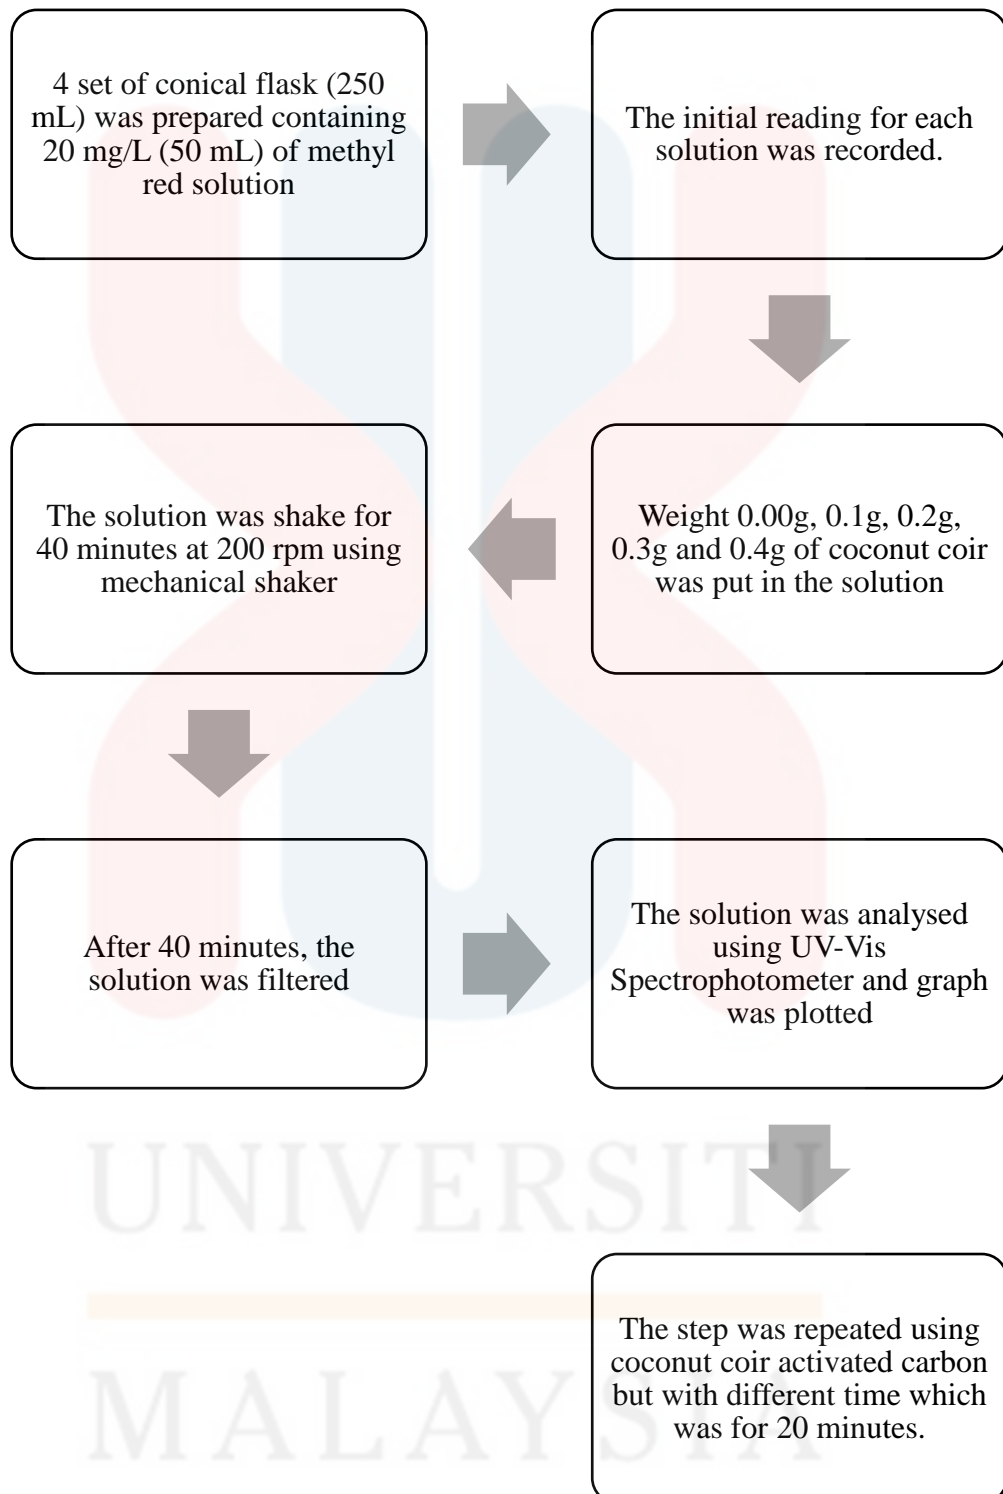 4 set of conical flask (250
mL) was prepared containing
20 mg/L (50 mL) of methyl
red solution
The initial reading for each
solution was recorded.
Weight 0.00g, 0.1g, 0.2g,
0.3g and 0.4g of coconut coir
was put in the solution
The solution was shake for
40 minutes at 200 rpm using
mechanical shaker
After 40 minutes, the
solution was filtered
The solution was analysed
using UV-Vis
Spectrophotometer and graph
was plotted
The step was repeated using
coconut coir activated carbon
but with different time which
was for 20 minutes.
UNIVERSITI
MALAYSIA